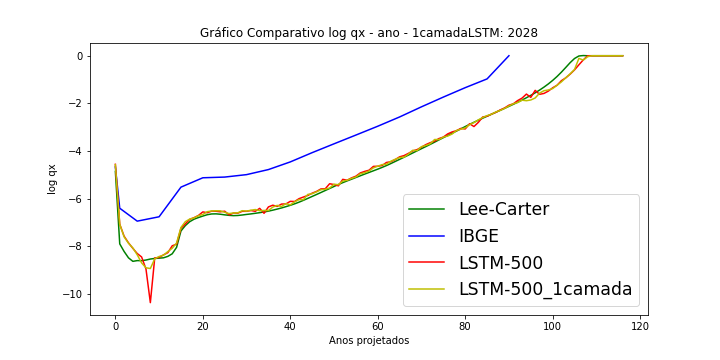 Gráfico Comparativo log qx - ano - 1camadaLSTM: 2028
0
−2
−4
−6
−8
−10
log qx
Lee-Carter
IBGE
LSTM-500
LSTM-500_1camada
0 20 40 60 80 100 120
Anos projetados